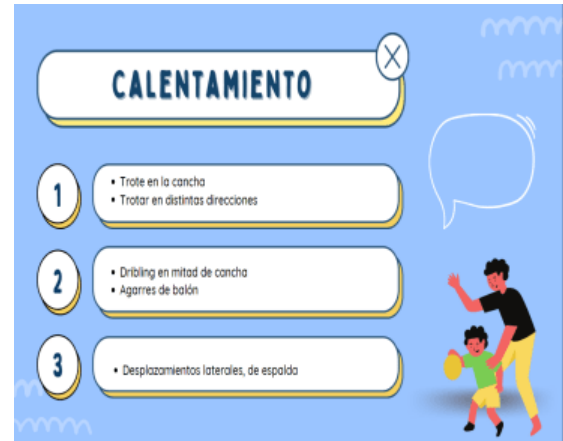 CALENTAMIENTO
1
• Trote en la cancha
• Trotar en distintas direcciones
2
• Dribling en mitad de cancha
• Agarres de balón
3
• Desplazamientos laterales, de espalda